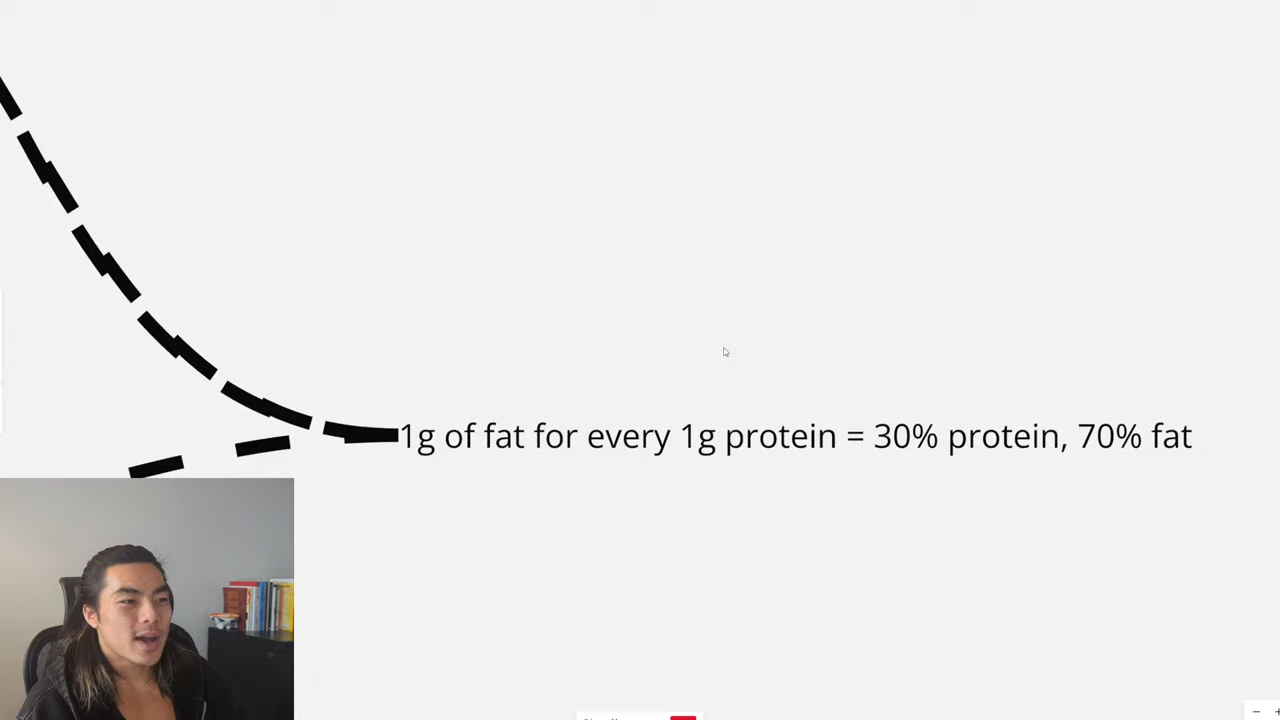 1g of fat for every 1g protein = 30% protein, 70% fat